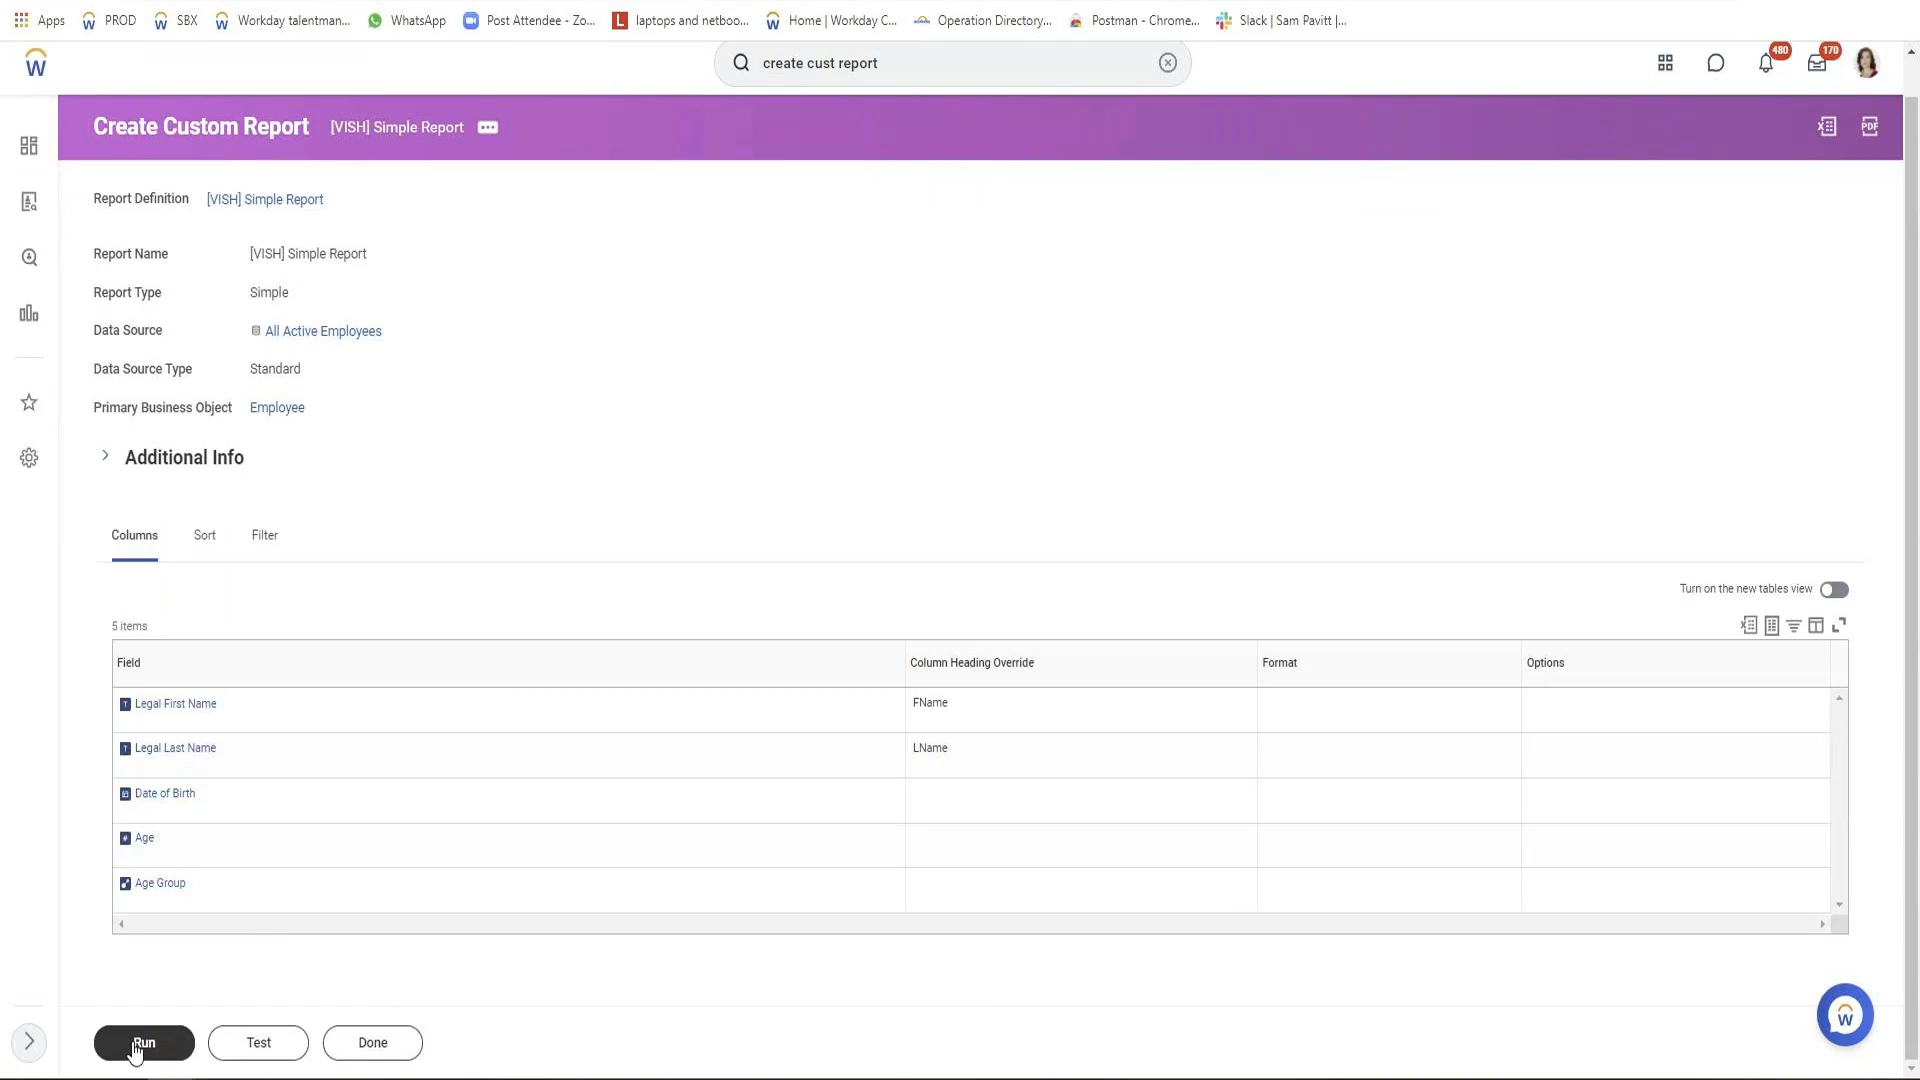 Apps PROD SBX Workday talentman... WhatsApp Post Attendee - Zo... L laptops and netboo... Home | Workday C... Operation Directory,... Postman - Chrome... Slack | Sam Pavitt |...
W create cust report 480 170
Create Custom Report [VISH] Simple Report PDF
Report Definition [VISH] Simple Report
Report Name [VISH] Simple Report
Report Type Simple
Data Source All Active Employees
Data Source Type Standard
Primary Business Object Employee
Additional Info
Columns Sort Filter
Turn on the new tables view
5 items
Field Column Heading Override Format Options
Legal First Name FName
Legal Last Name LName
Date of Birth
Age
Age Group
Run Test Done